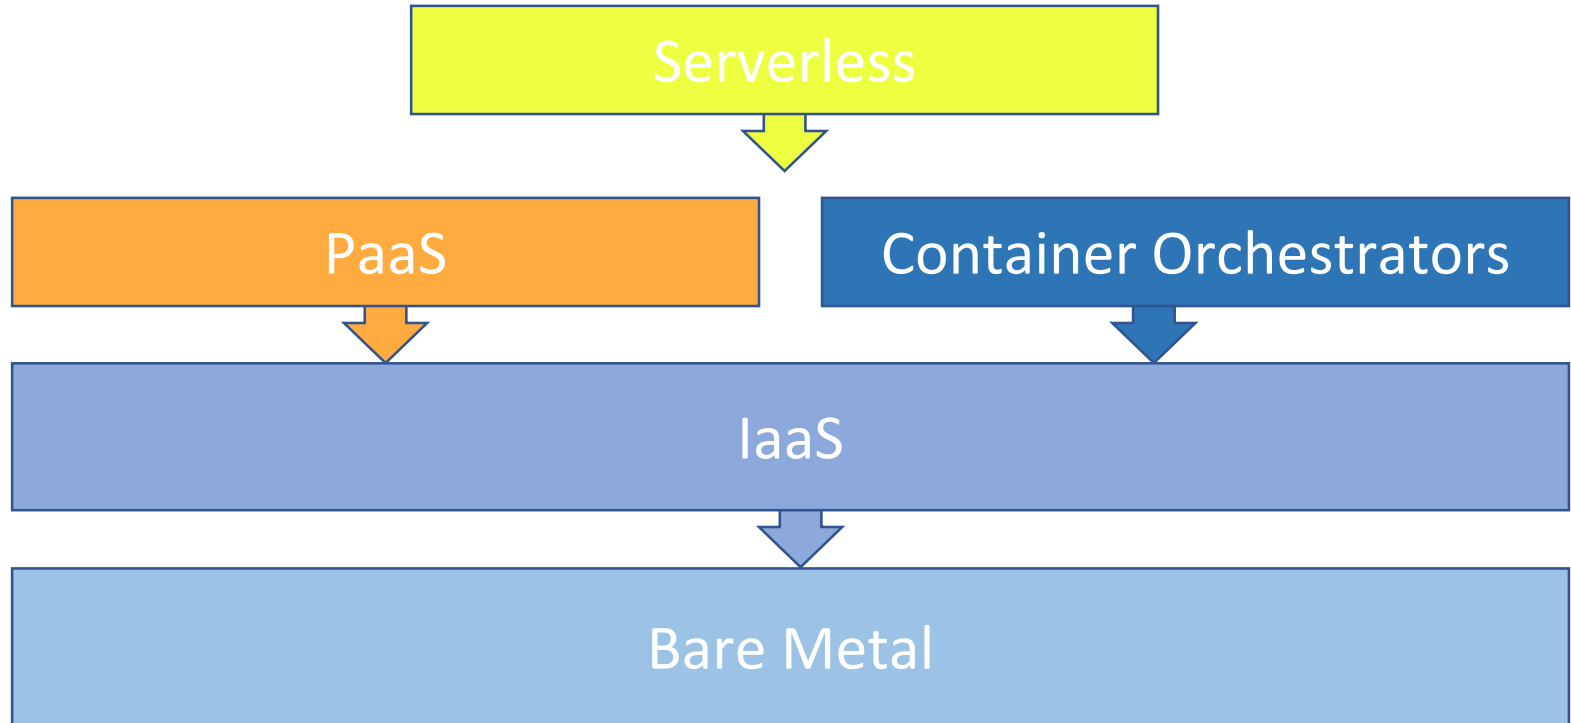 Serverless
PaaS
Container Orchestrators
IaaS
Bare Metal